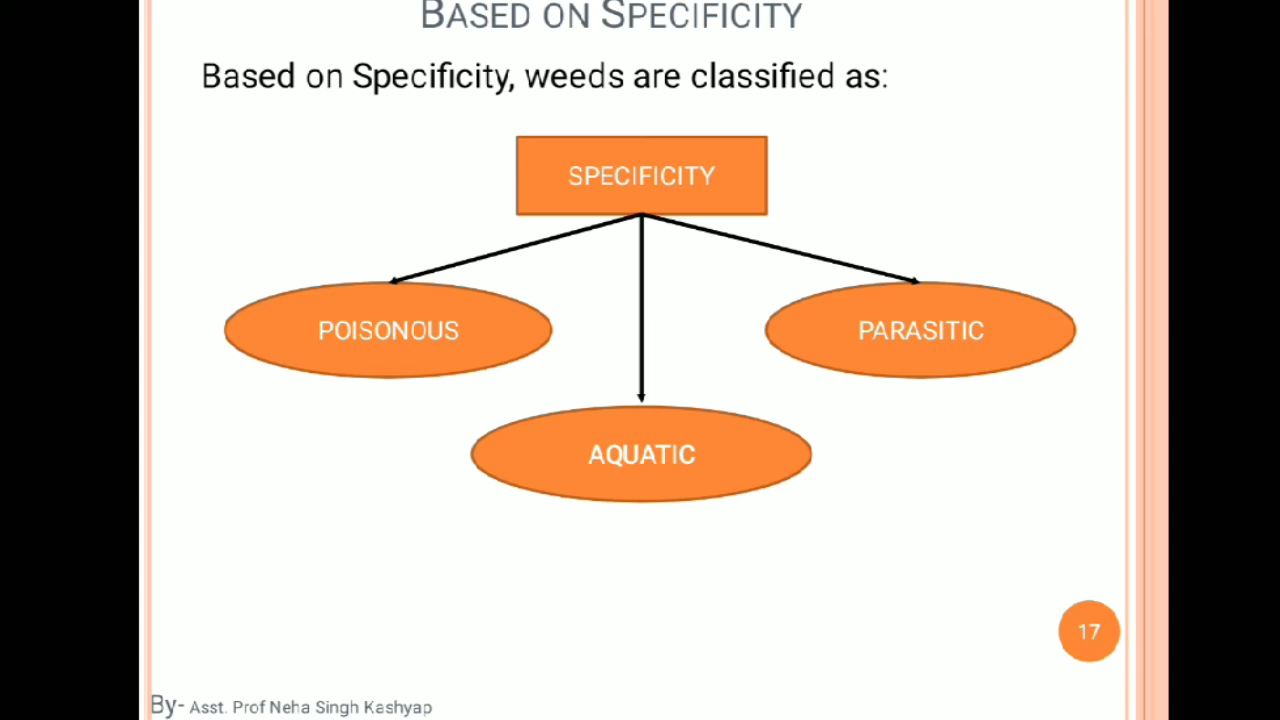 BASED ON SPECIFICITY
Based on Specificity, weeds are classified as:
SPECIFICITY
POISONOUS
PARASITIC
AQUATIC
17
By- Asst. Prof Neha Singh Kashyap